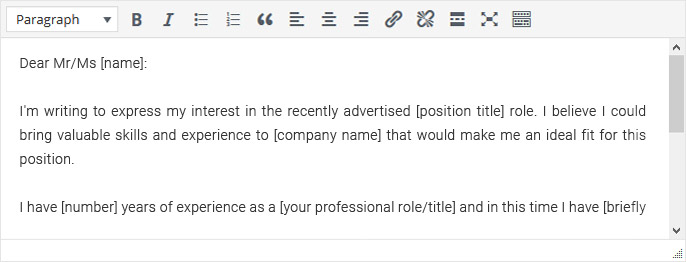 Paragraph
Dear Mr/Ms [name]:
I'm writing to express my interest in the recently advertised [position title] role. I believe I could
bring valuable skills and experience to [company name] that would make me an ideal fit for this
position.
I have [number] years of experience as a [your professional role/title] and in this time I have [briefly